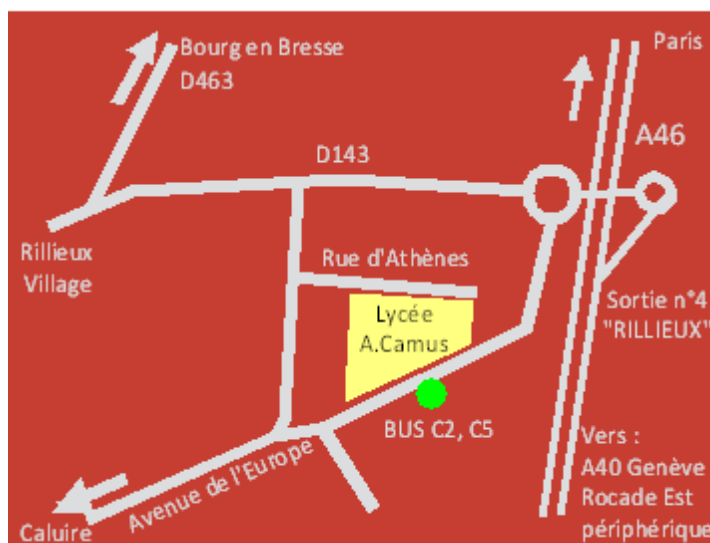 Bourg en Bresse
D463
Paris
A46
D143
Rillieux
Village
Rue d'Athènes
Lycée
A.Camus
Sortie n°4
"RILLIEUX"
BUS C2, C5
Avenue de l'Europe
Caluire
Vers :
A40 Genève
Rocade Est
périphérique